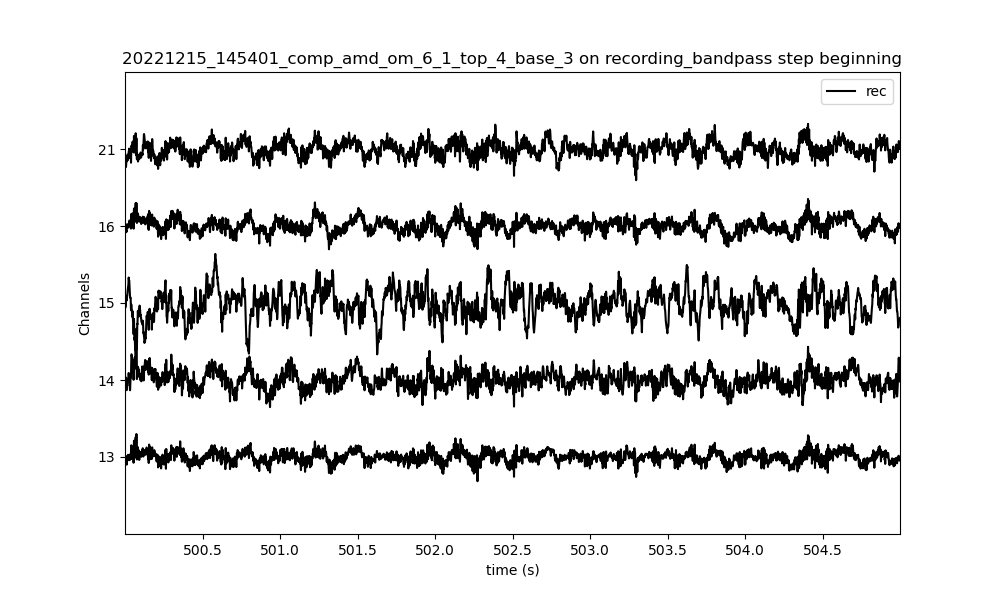 20221215_145401_comp_amd_om_6_1_top_4_base_3 on recording_bandpass step beginning
rec
21
16
15
14
13
Channels
500.5 501.0 501.5 502.0 502.5 503.0 503.5 504.0 504.5
time (s)